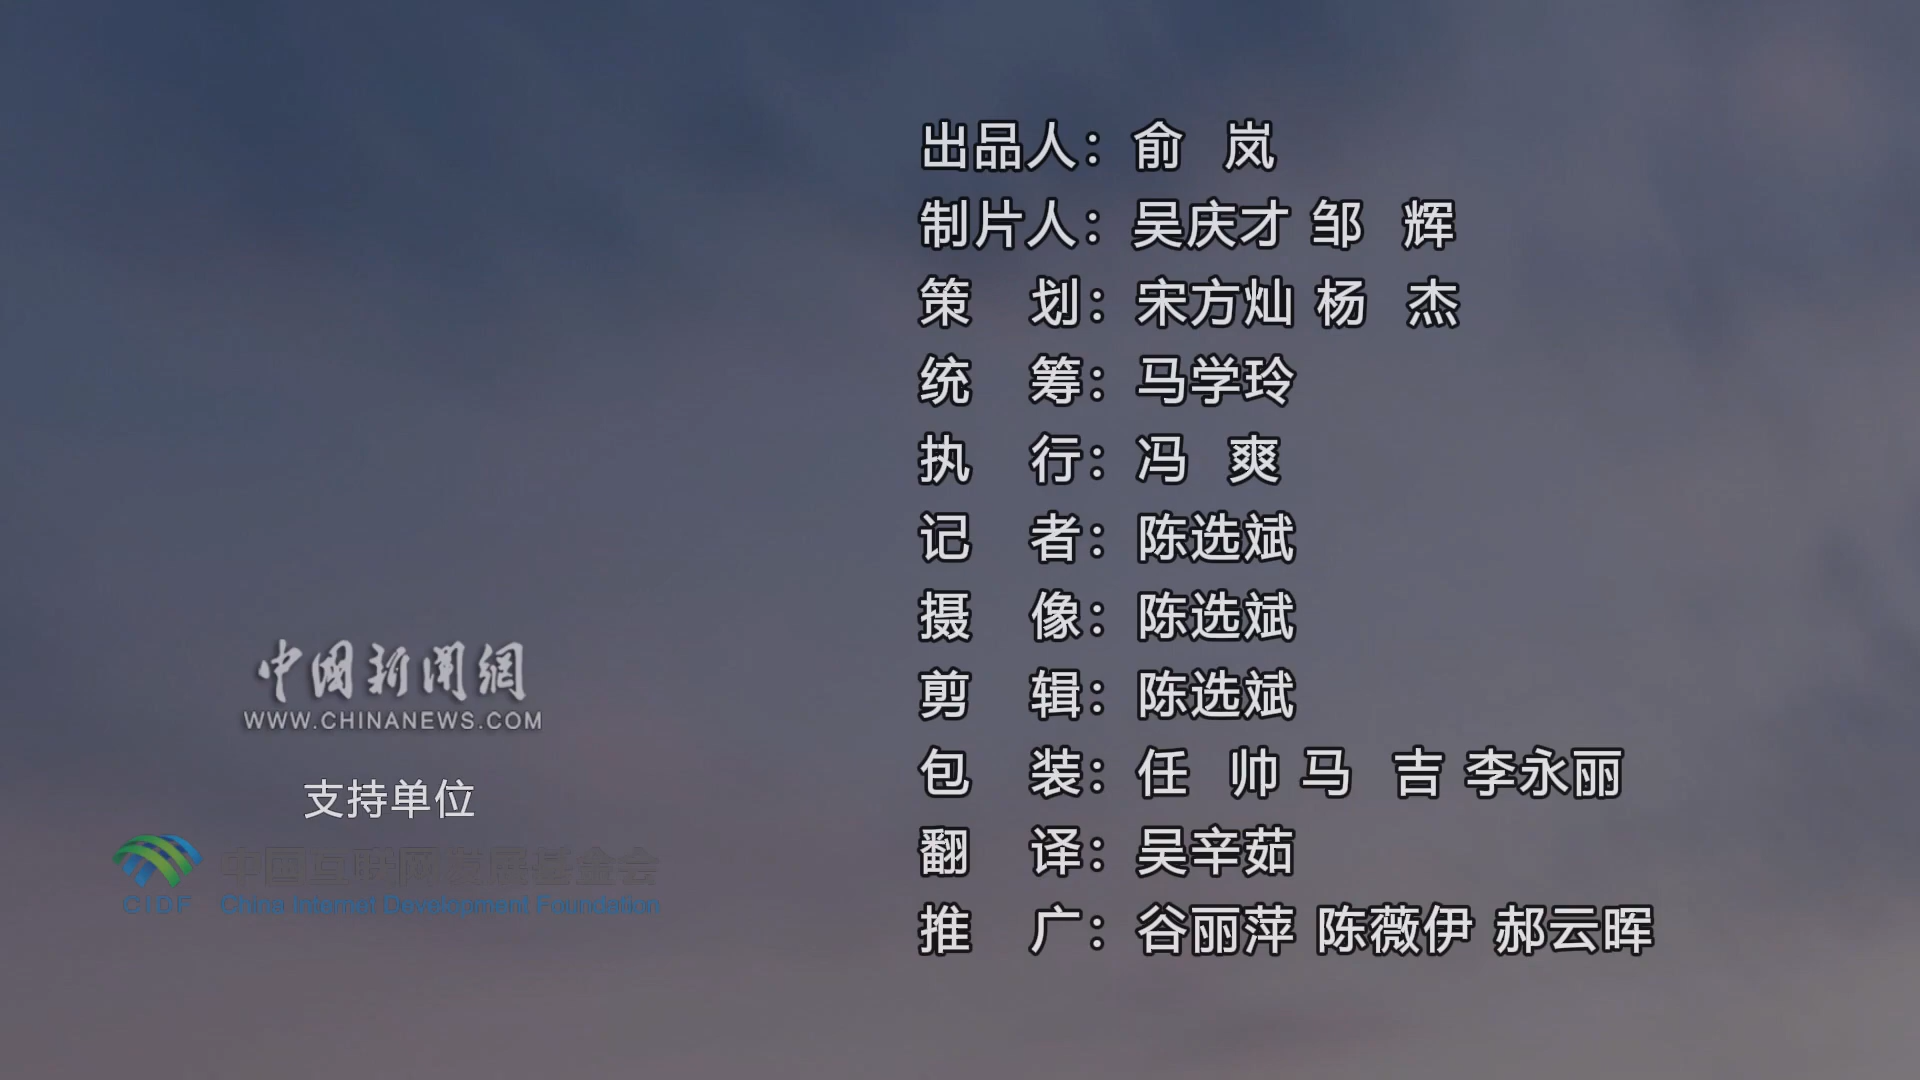 出品人：俞 岚
制片人：吴庆才 邹 辉
策 划：宋方灿 杨 杰
统 筹：马学玲
执 行：冯 爽
记 者：陈选斌
摄 像：陈选斌
剪 辑：陈选斌
包 装：任 帅 马 吉 李永丽
翻 译：吴辛茹
推 广：谷丽萍 陈薇伊 郝云晖
中国新闻網
WWW.CHINANEWS.COM
支持单位
中国互联网发展基金会
CIDF China Internet Development Foundation